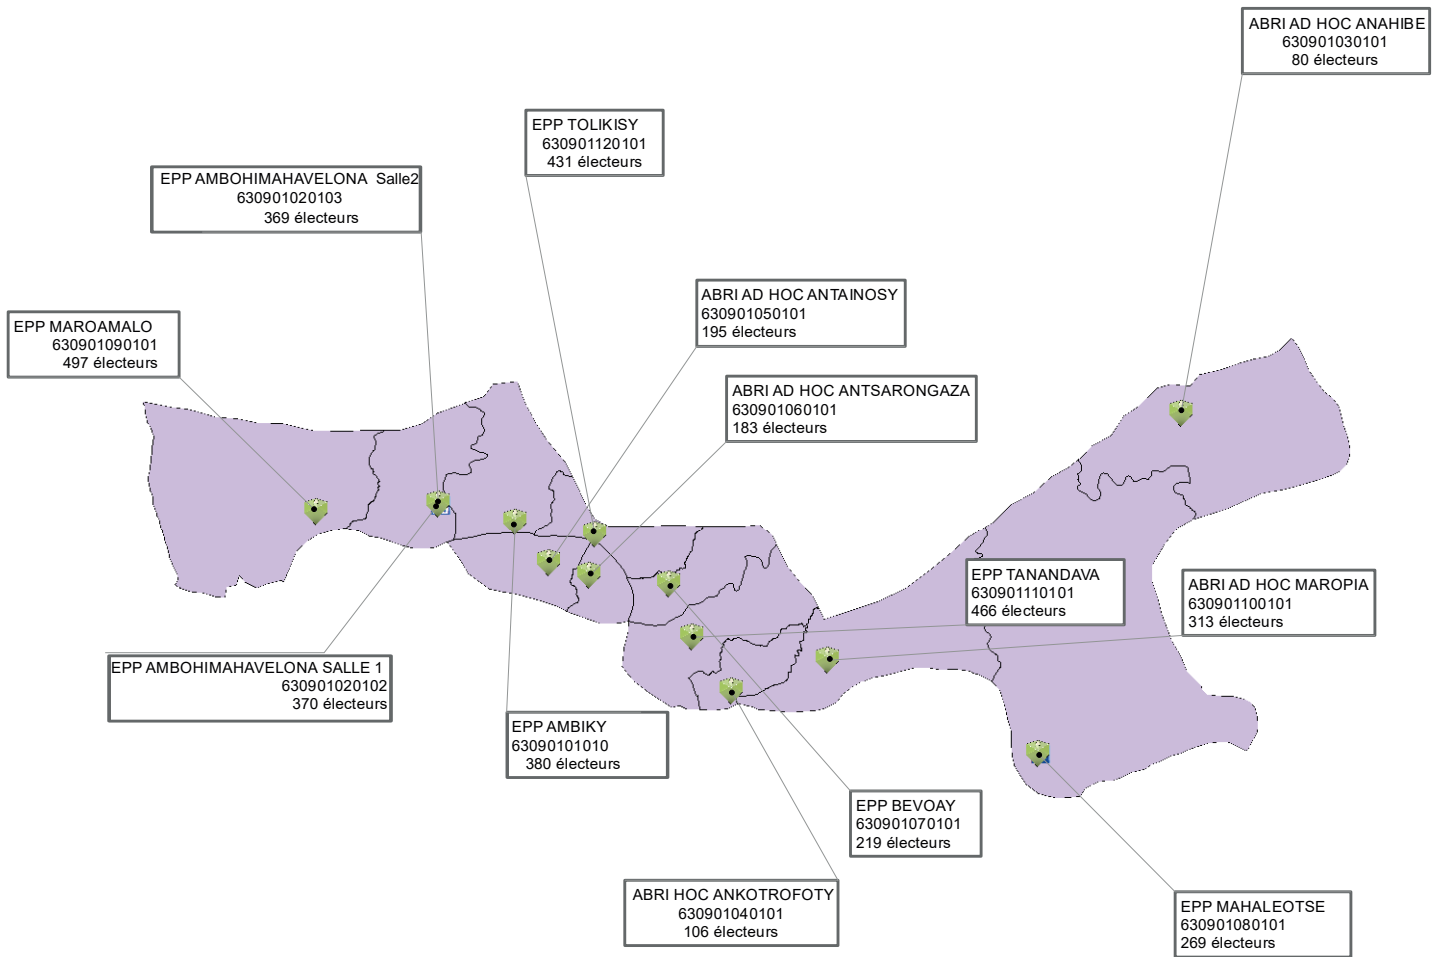 ABRI AD HOC ANAHIBE
630901030101
80 électeurs
EPP TOLIKISY
630901120101
431 électeurs
EPP AMBOHIMAHAVELONA Salle2
630901020103
369 électeurs
ABRI AD HOC ANTAINOSY
630901050101
195 électeurs
EPP MAROAMALO
630901090101
497 électeurs
ABRI AD HOC ANTSARONGAZA
630901060101
183 électeurs
EPP TANANDAVA
630901110101
466 électeurs
ABRI AD HOC MAROPIA
630901100101
313 électeurs
EPP AMBOHIMAHAVELONA SALLE 1
630901020102
370 électeurs
EPP AMBIKY
63090101010
380 électeurs
EPP BEVOAY
630901070101
219 électeurs
ABRI HOC ANKOTROFOTY
630901040101
106 électeurs
EPP MAHALEOTSE
630901080101
269 électeurs